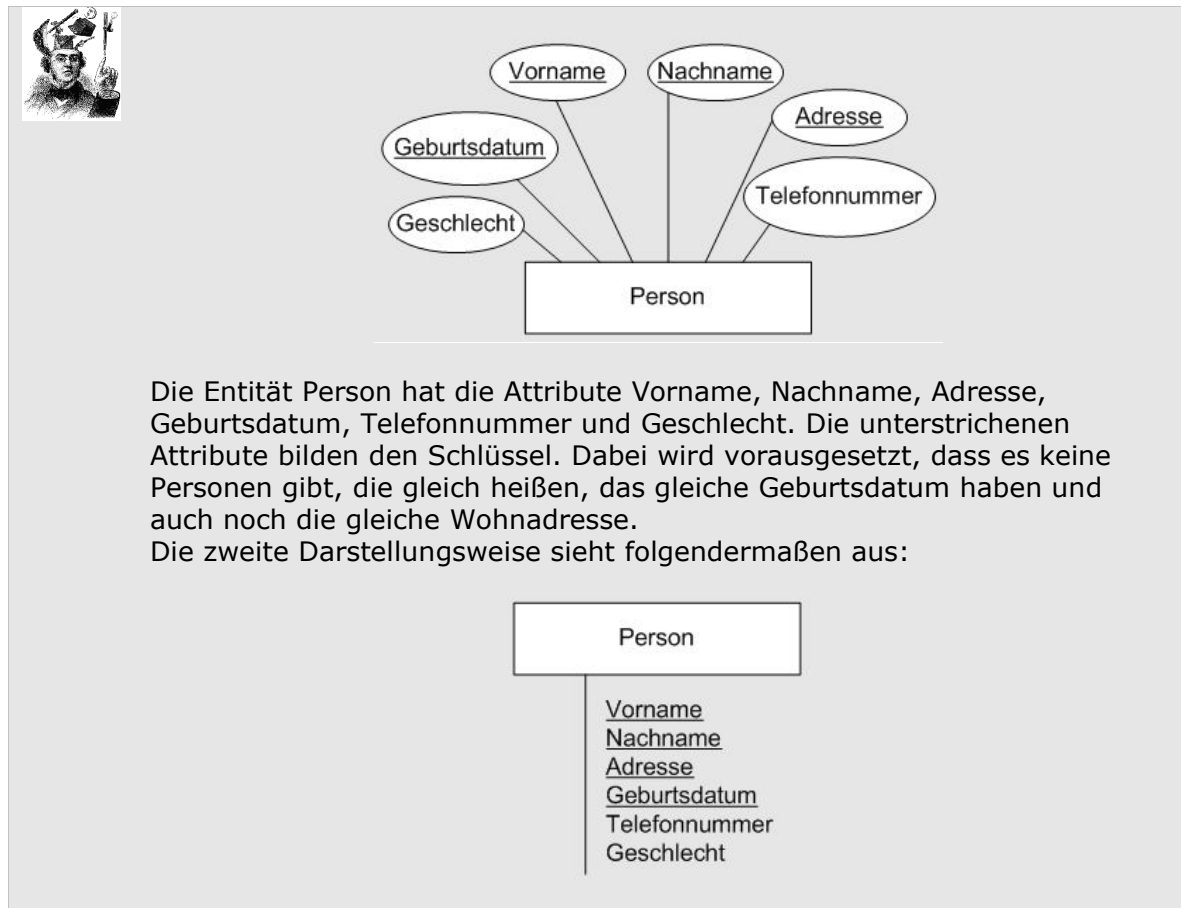 Vorname
Nachname
Adresse
Geburtsdatum
Telefonnummer
Geschlecht
Person
Die Entität Person hat die Attribute Vorname, Nachname, Adresse,
Geburtsdatum, Telefonnummer und Geschlecht. Die unterstrichenen
Attribute bilden den Schlüssel. Dabei wird vorausgesetzt, dass es keine
Personen gibt, die gleich heißen, das gleiche Geburtsdatum haben und
auch noch die gleiche Wohnadresse.
Die zweite Darstellungsweise sieht folgendermaßen aus:
Person
Vorname
Nachname
Adresse
Geburtsdatum
Telefonnummer
Geschlecht